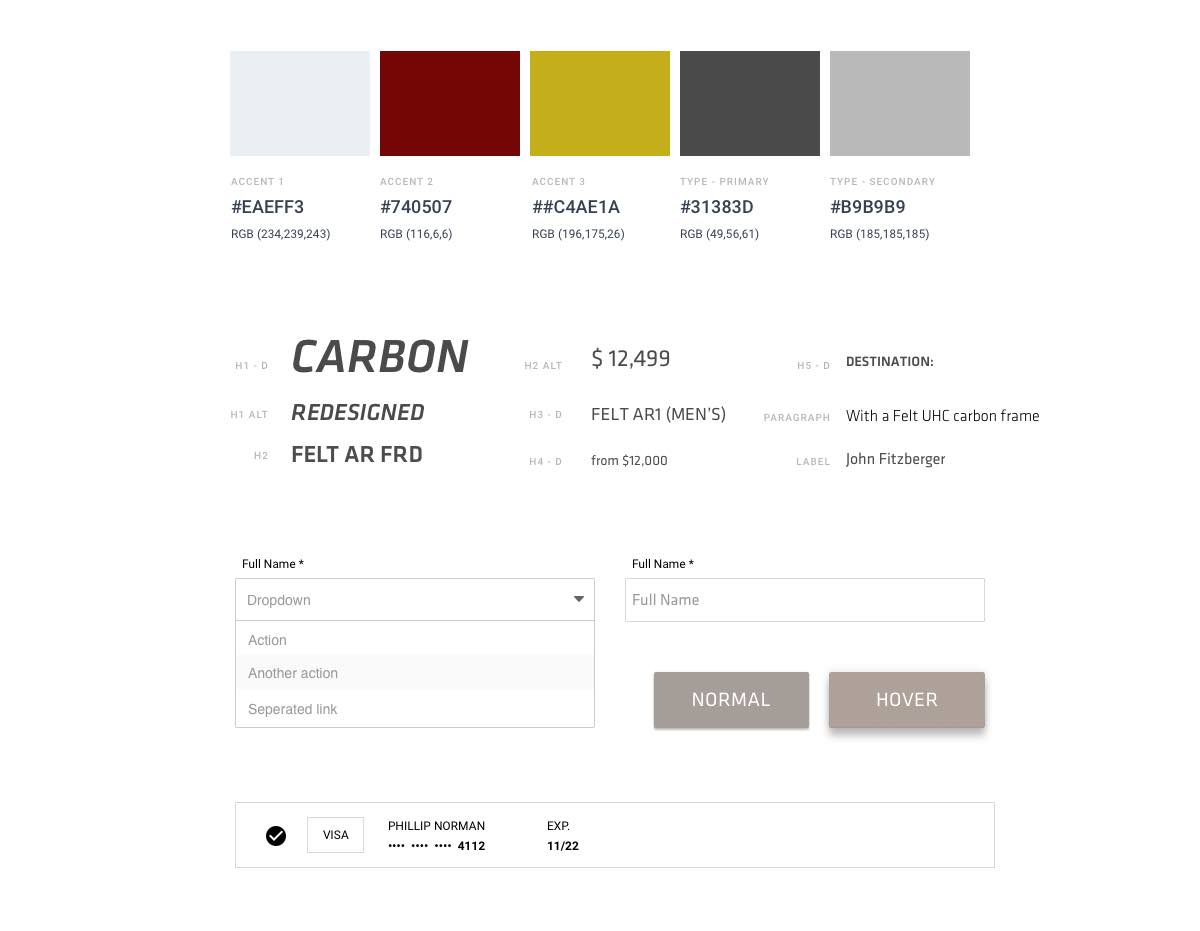 ACCENT 1
#EAEFF3
RGB (234,239,243)
ACCENT 2
#740507
RGB (116,6,6)
ACCENT 3
##C4AE1A
RGB (196,175,26)
TYPE - PRIMARY
#31383D
RGB (49,56,61)
TYPE - SECONDARY
#B9B9B9
RGB (185,185,185)
H1 - D
CARBON
H1 ALT
REDESIGNED
H2
FELT AR FRD
H2 ALT
$ 12,499
H3 - D
FELT AR1 (MEN’S)
H4 - D
from $12,000
H5 - D
DESTINATION:
PARAGRAPH
With a Felt UHC carbon frame
LABEL
John Fitzberger
Full Name *
Dropdown
Action
Another action
Seperated link
Full Name *
Full Name
NORMAL
HOVER
VISA
PHILLIP NORMAN
•••• •••• •••• 4112
EXP.
11/22